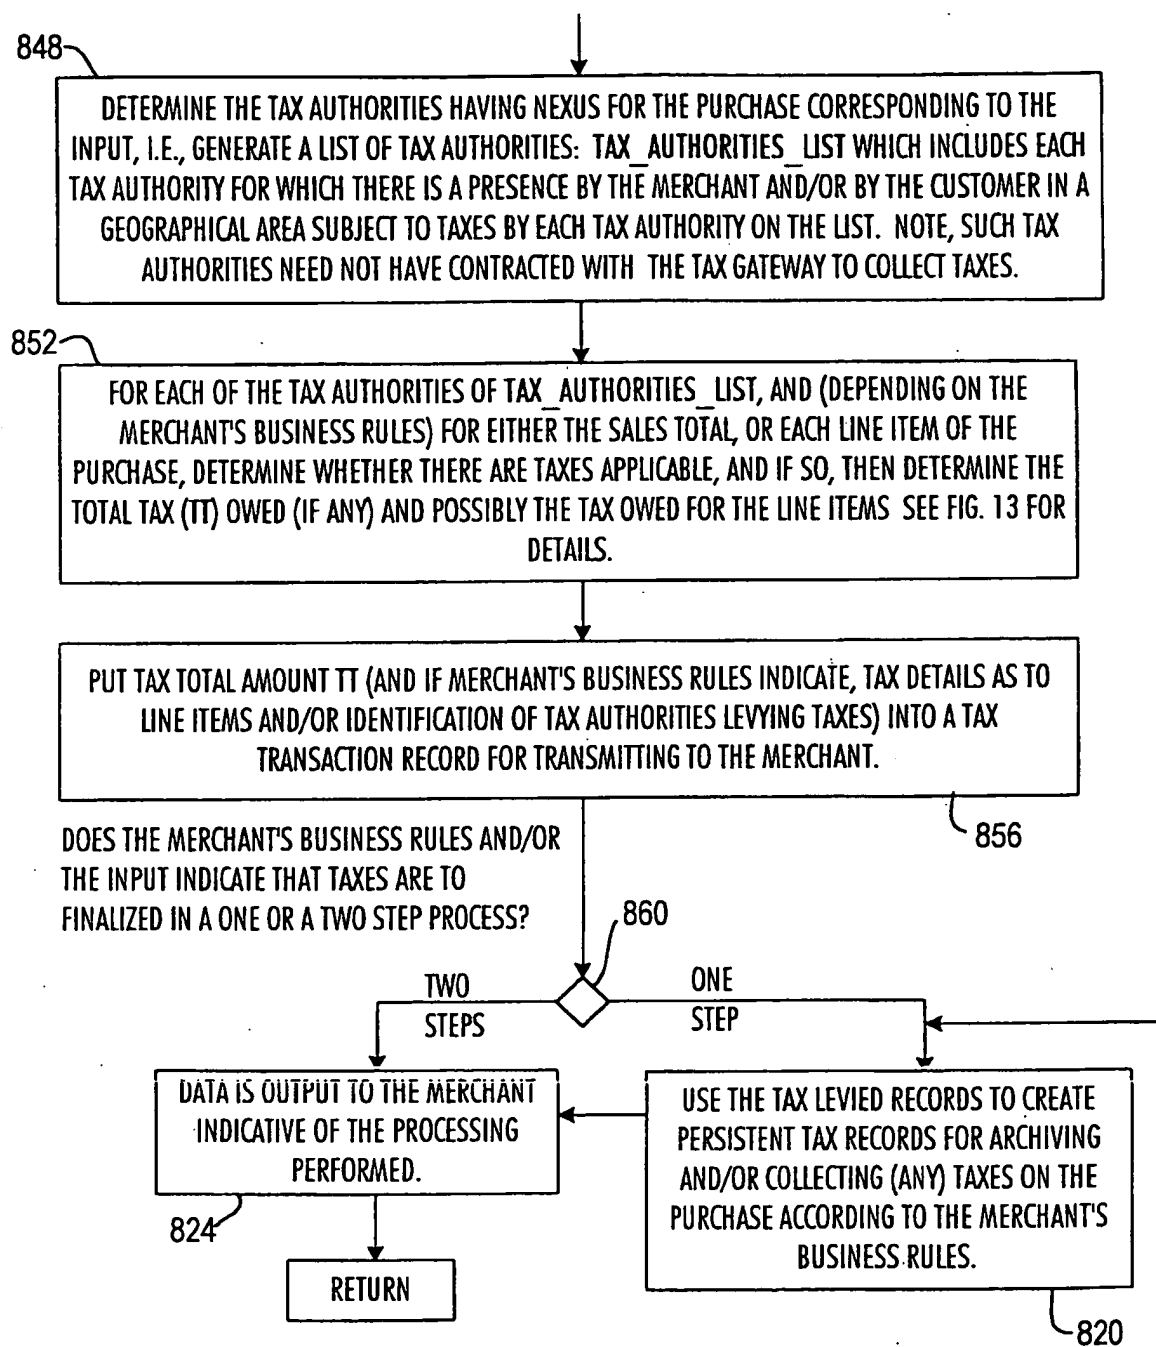 848
DETERMINE THE TAX AUTHORITIES HAVING NEXUS FOR THE PURCHASE CORRESPONDING TO THE
INPUT, I.E., GENERATE A LIST OF TAX AUTHORITIES: TAX_AUTHORITIES_LIST WHICH INCLUDES EACH
TAX AUTHORITY FOR WHICH THERE IS A PRESENCE BY THE MERCHANT AND/OR BY THE CUSTOMER IN A
GEOGRAPHICAL AREA SUBJECT TO TAXES BY EACH TAX AUTHORITY ON THE LIST. NOTE, SUCH TAX
AUTHORITIES NEED NOT HAVE CONTRACTED WITH THE TAX GATEWAY TO COLLECT TAXES.
852
FOR EACH OF THE TAX AUTHORITIES OF TAX_AUTHORITIES_LIST, AND (DEPENDING ON THE
MERCHANT'S BUSINESS RULES) FOR EITHER THE SALES TOTAL, OR EACH LINE ITEM OF THE
PURCHASE, DETERMINE WHETHER THERE ARE TAXES APPLICABLE, AND IF SO, THEN DETERMINE THE
TOTAL TAX (TT) OWED (IF ANY) AND POSSIBLY THE TAX OWED FOR THE LINE ITEMS SEE FIG. 13 FOR
DETAILS.
PUT TAX TOTAL AMOUNT TT (AND IF MERCHANT'S BUSINESS RULES INDICATE, TAX DETAILS AS TO
LINE ITEMS AND/OR IDENTIFICATION OF TAX AUTHORITIES LEVYING TAXES) INTO A TAX
TRANSACTION RECORD FOR TRANSMITTING TO THE MERCHANT.
856
DOES THE MERCHANT'S BUSINESS RULES AND/OR
THE INPUT INDICATE THAT TAXES ARE TO
FINALIZED IN A ONE OR A TWO STEP PROCESS?
860
TWO
STEPS
ONE
STEP
DATA IS OUTPUT TO THE MERCHANT
INDICATIVE OF THE PROCESSING
PERFORMED.
824
RETURN
USE THE TAX LEVIED RECORDS TO CREATE
PERSISTENT TAX RECORDS FOR ARCHIVING
AND/OR COLLECTING (ANY) TAXES ON THE
PURCHASE ACCORDING TO THE MERCHANT'S
BUSINESS RULES.
820